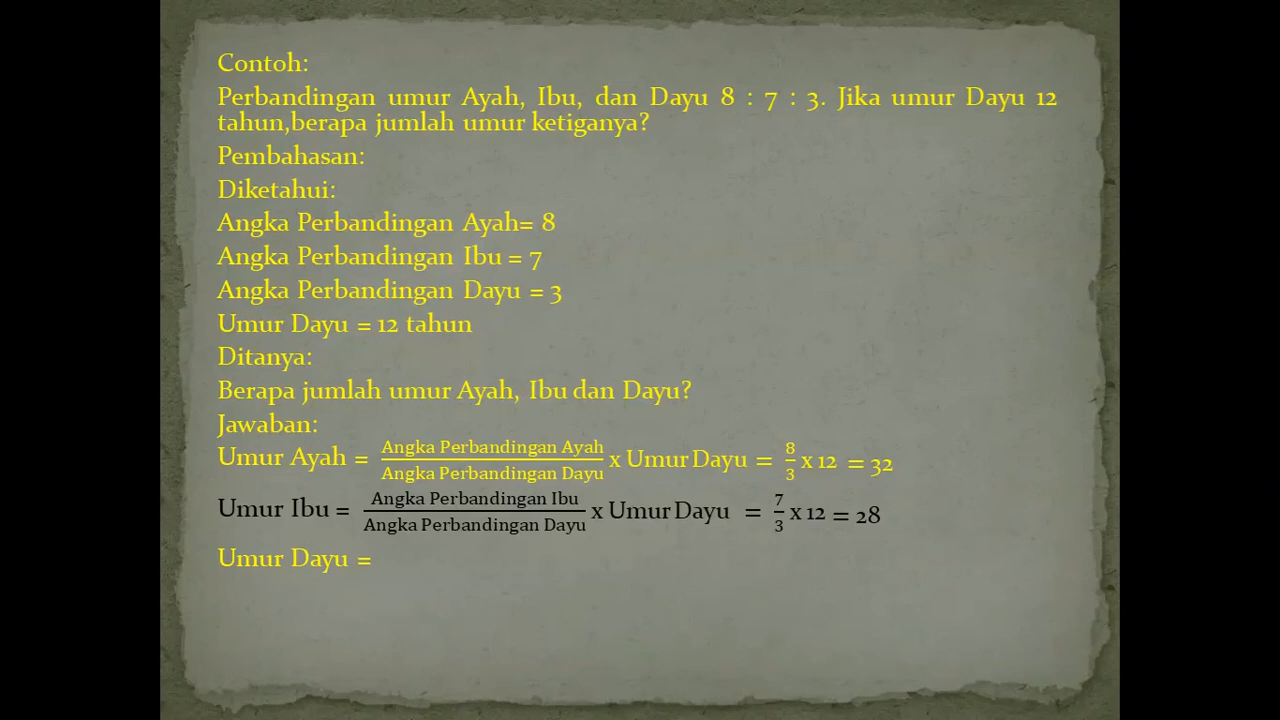 Contoh:
Perbandingan umur Ayah, Ibu, dan Dayu 8 : 7 : 3. Jika umur Dayu 12
tahun,berapa jumlah umur ketiganya?
Pembahasan:
Diketahui:
Angka Perbandingan Ayah= 8
Angka Perbandingan Ibu = 7
Angka Perbandingan Dayu = 3
Umur Dayu = 12 tahun
Ditanya:
Berapa jumlah umur Ayah, Ibu dan Dayu?
Jawaban:
Umur Ayah = Angka Perbandingan Ayah / Angka Perbandingan Dayu x Umur Dayu = 8/3 x 12 = 32
Umur Ibu = Angka Perbandingan Ibu / Angka Perbandingan Dayu x Umur Dayu = 7/3 x 12 = 28
Umur Dayu =